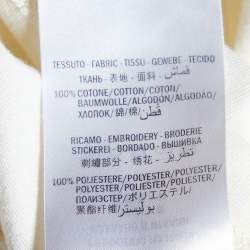 TESSUTO - FABRIC - TISSU - GEWEBE - TECIDO
ТКАНЬ - 表地 - 面料 - قماش
100% COTONE/COTTON/COTON/
BAUMWOLLE/ALGODÓN/ALGODÃO/
ХЛОПОК/綿/棉/قطن
RICAMO - EMBROIDERY - BRODERIE
STICKEREI - BORDADO - ВЫШИВКА
刺繍部分 - 绣花 - تطريز
100% POLIESTERE/POLYESTER/POLYESTER/
POLYESTER/POLIÉSTER/POLIÉSTER/
ПОЛИЭСТЕР/ポリエステル/
聚酯纤维/بوليستر